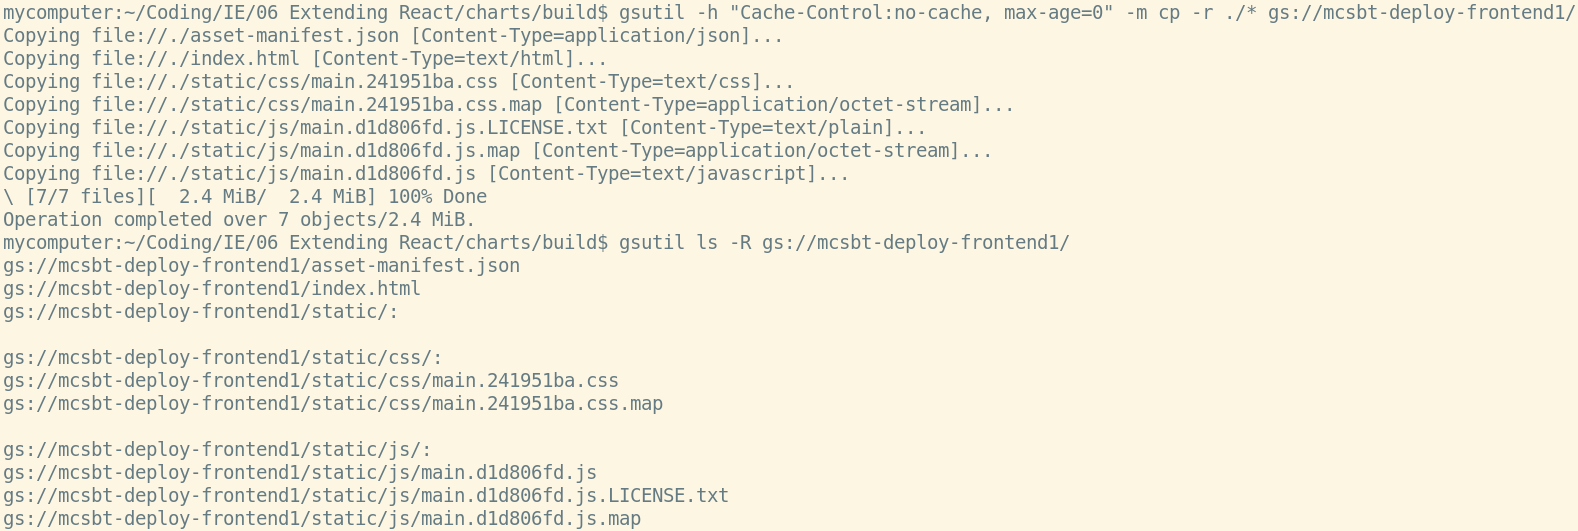 mycomputer:~/Coding/IE/06 Extending React/charts/build$ gsutil -h "Cache-Control:no-cache, max-age=0" -m cp -r ./* gs://mcsbt-deploy-frontend1/
Copying file://./asset-manifest.json [Content-Type=application/json]...
Copying file://./index.html [Content-Type=text/html]...
Copying file://./static/css/main.241951ba.css [Content-Type=text/css]...
Copying file://./static/css/main.241951ba.css.map [Content-Type=application/octet-stream]...
Copying file://./static/js/main.d1d806fd.js.LICENSE.txt [Content-Type=text/plain]...
Copying file://./static/js/main.d1d806fd.js.map [Content-Type=application/octet-stream]...
Copying file://./static/js/main.d1d806fd.js [Content-Type=text/javascript]...
\ [7/7 files][  2.4 MiB/  2.4 MiB] 100% Done
Operation completed over 7 objects/2.4 MiB.
mycomputer:~/Coding/IE/06 Extending React/charts/build$ gsutil ls -R gs://mcsbt-deploy-frontend1/
gs://mcsbt-deploy-frontend1/asset-manifest.json
gs://mcsbt-deploy-frontend1/index.html
gs://mcsbt-deploy-frontend1/static/:
gs://mcsbt-deploy-frontend1/static/css/:
gs://mcsbt-deploy-frontend1/static/css/main.241951ba.css
gs://mcsbt-deploy-frontend1/static/css/main.241951ba.css.map
gs://mcsbt-deploy-frontend1/static/js/:
gs://mcsbt-deploy-frontend1/static/js/main.d1d806fd.js
gs://mcsbt-deploy-frontend1/static/js/main.d1d806fd.js.LICENSE.txt
gs://mcsbt-deploy-frontend1/static/js/main.d1d806fd.js.map